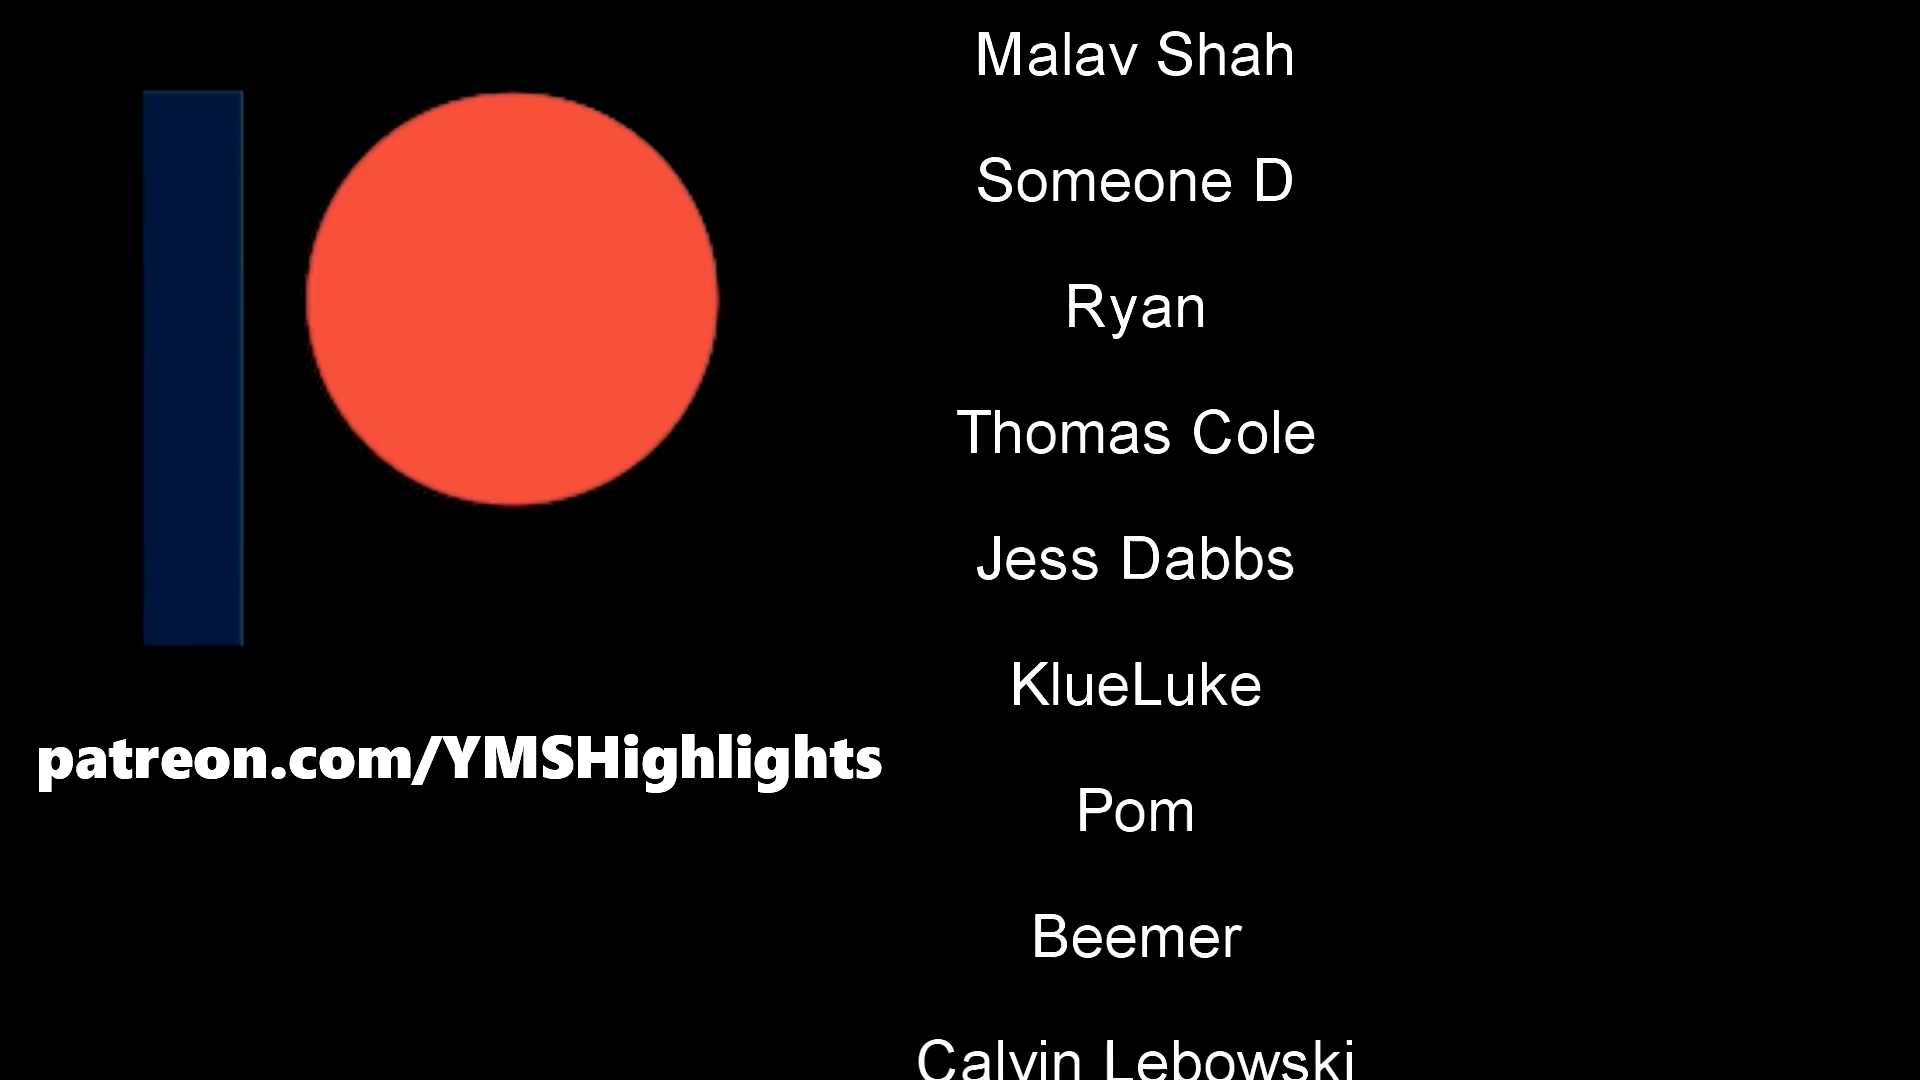 Malav Shah
Someone D
Ryan
Thomas Cole
Jess Dabbs
KlueLuke
patreon.com/YMSHighlights
Pom
Beemer
Calvin Lebowski